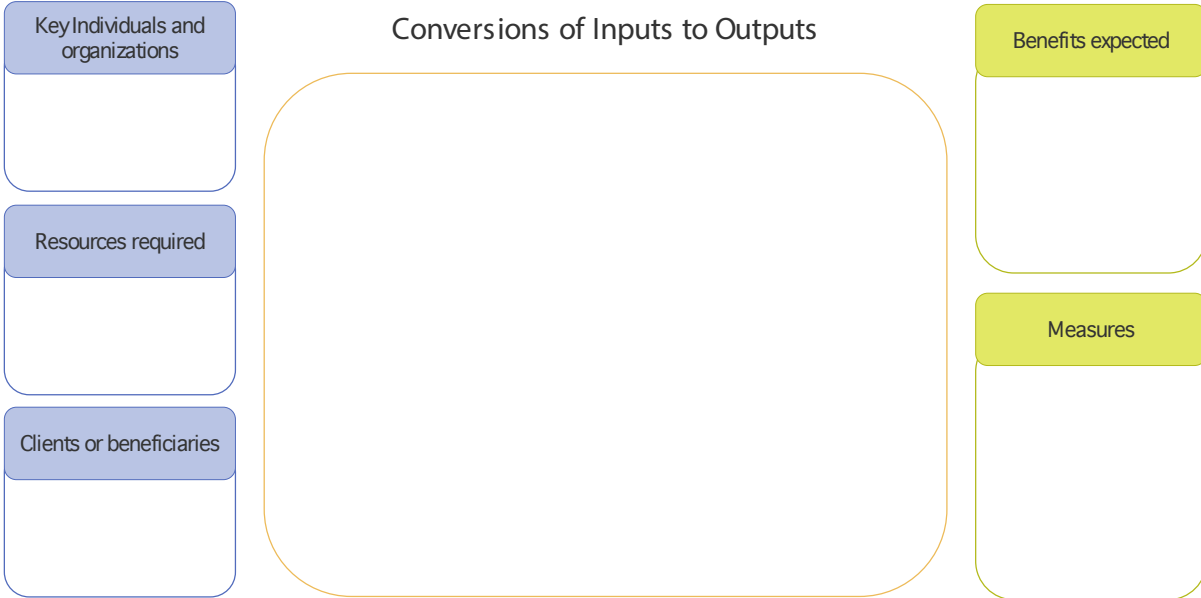 Key Individuals and
organizations
Resources required
Clients or beneficiaries
Conversions of Inputs to Outputs
Benefits expected
Measures